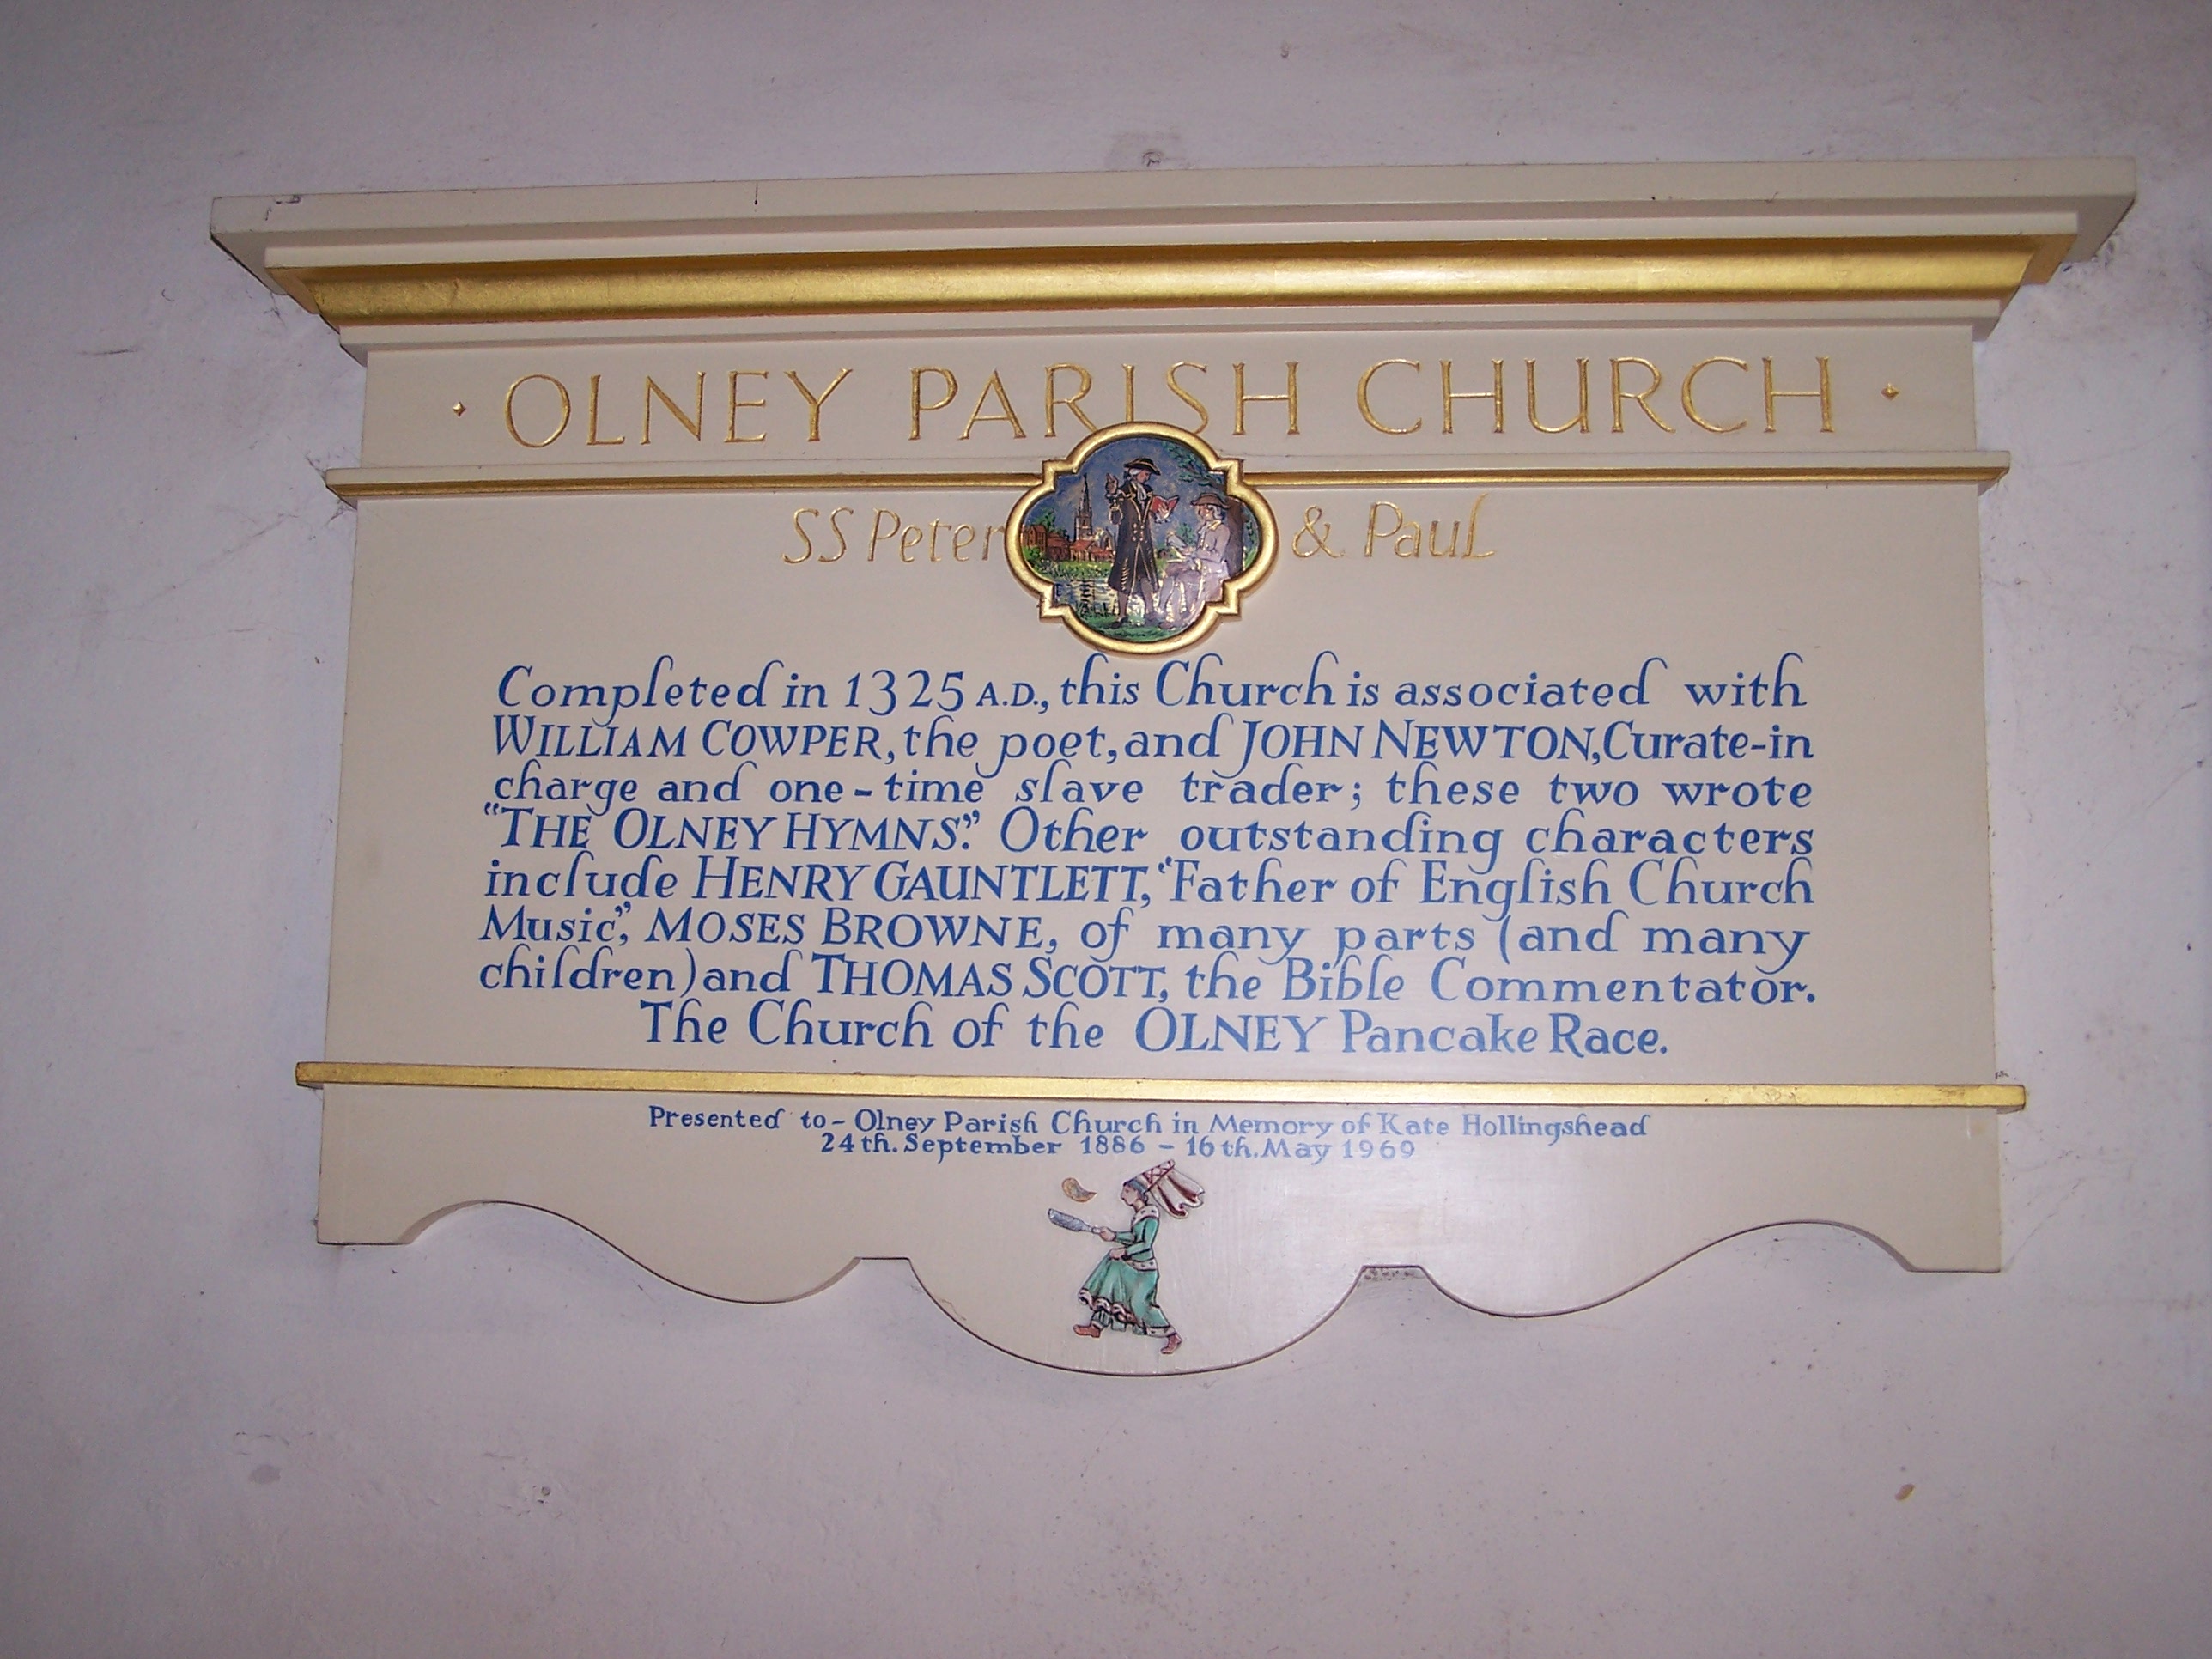 · OLNEY PARISH CHURCH ·
SS Peter & Paul
Completed in 1325 A.D., this Church is associated with
WILLIAM COWPER, the poet, and JOHN NEWTON, Curate-in
charge and one-time slave trader; these two wrote
"THE OLNEY HYMNS". Other outstanding characters
include HENRY GAUNTLETT, "Father of English Church
Music", MOSES BROWNE, of many parts (and many
children) and THOMAS SCOTT, the Bible Commentator.
The Church of the OLNEY Pancake Race.
Presented to - Olney Parish Church in Memory of Kate Hollingshead
24th. September 1886 - 16th. May 1969